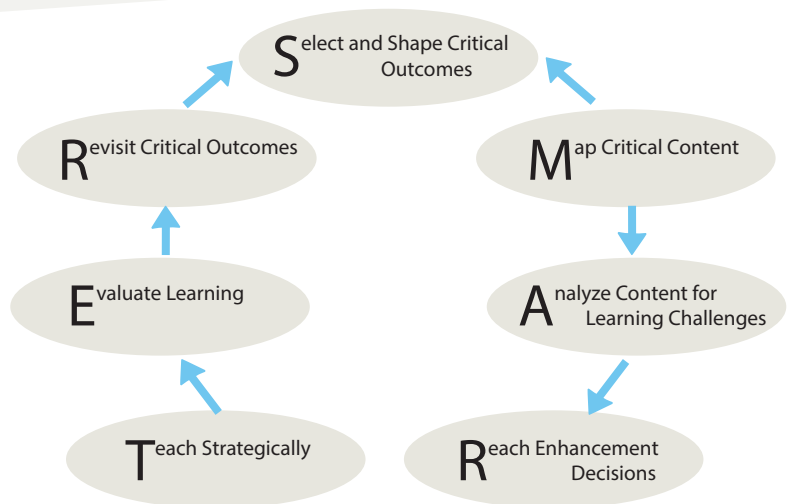 Select and Shape Critical
Outcomes
Map Critical Content
Analyze Content for
Learning Challenges
Reach Enhancement
Decisions
Teach Strategically
Evaluate Learning
Revisit Critical Outcomes